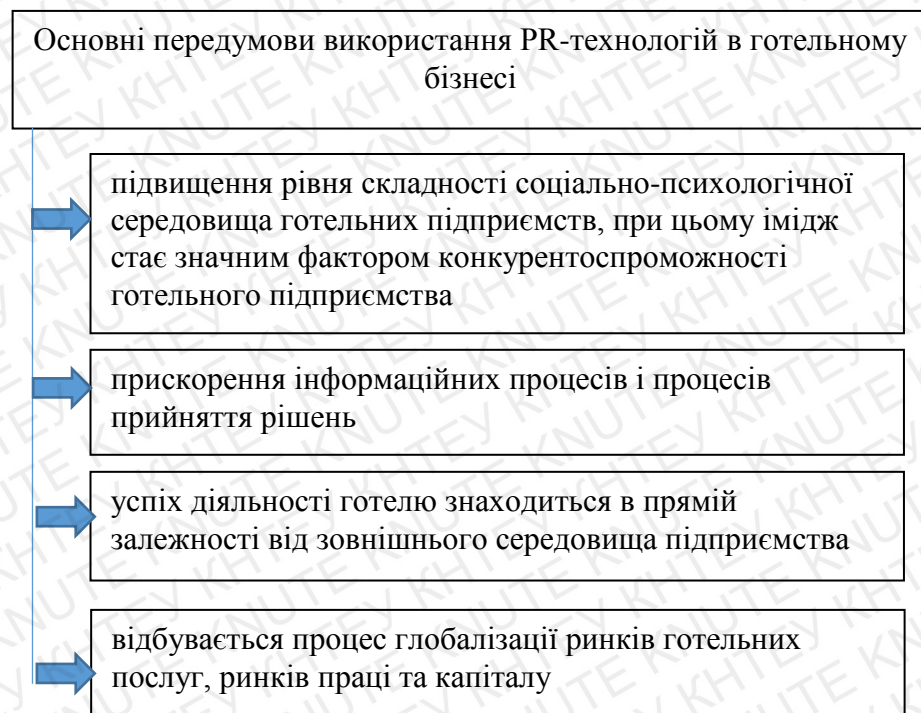 Основні передумови використання PR-технологій в готельному
бізнесі
підвищення рівня складності соціально-психологічної
середовища готельних підприємств, при цьому імідж
стає значним фактором конкурентоспроможності
готельного підприємства
прискорення інформаційних процесів і процесів
прийняття рішень
успіх діяльності готелю знаходиться в прямій
залежності від зовнішнього середовища підприємства
відбувається процес глобалізації ринків готельних
послуг, ринків праці та капіталу